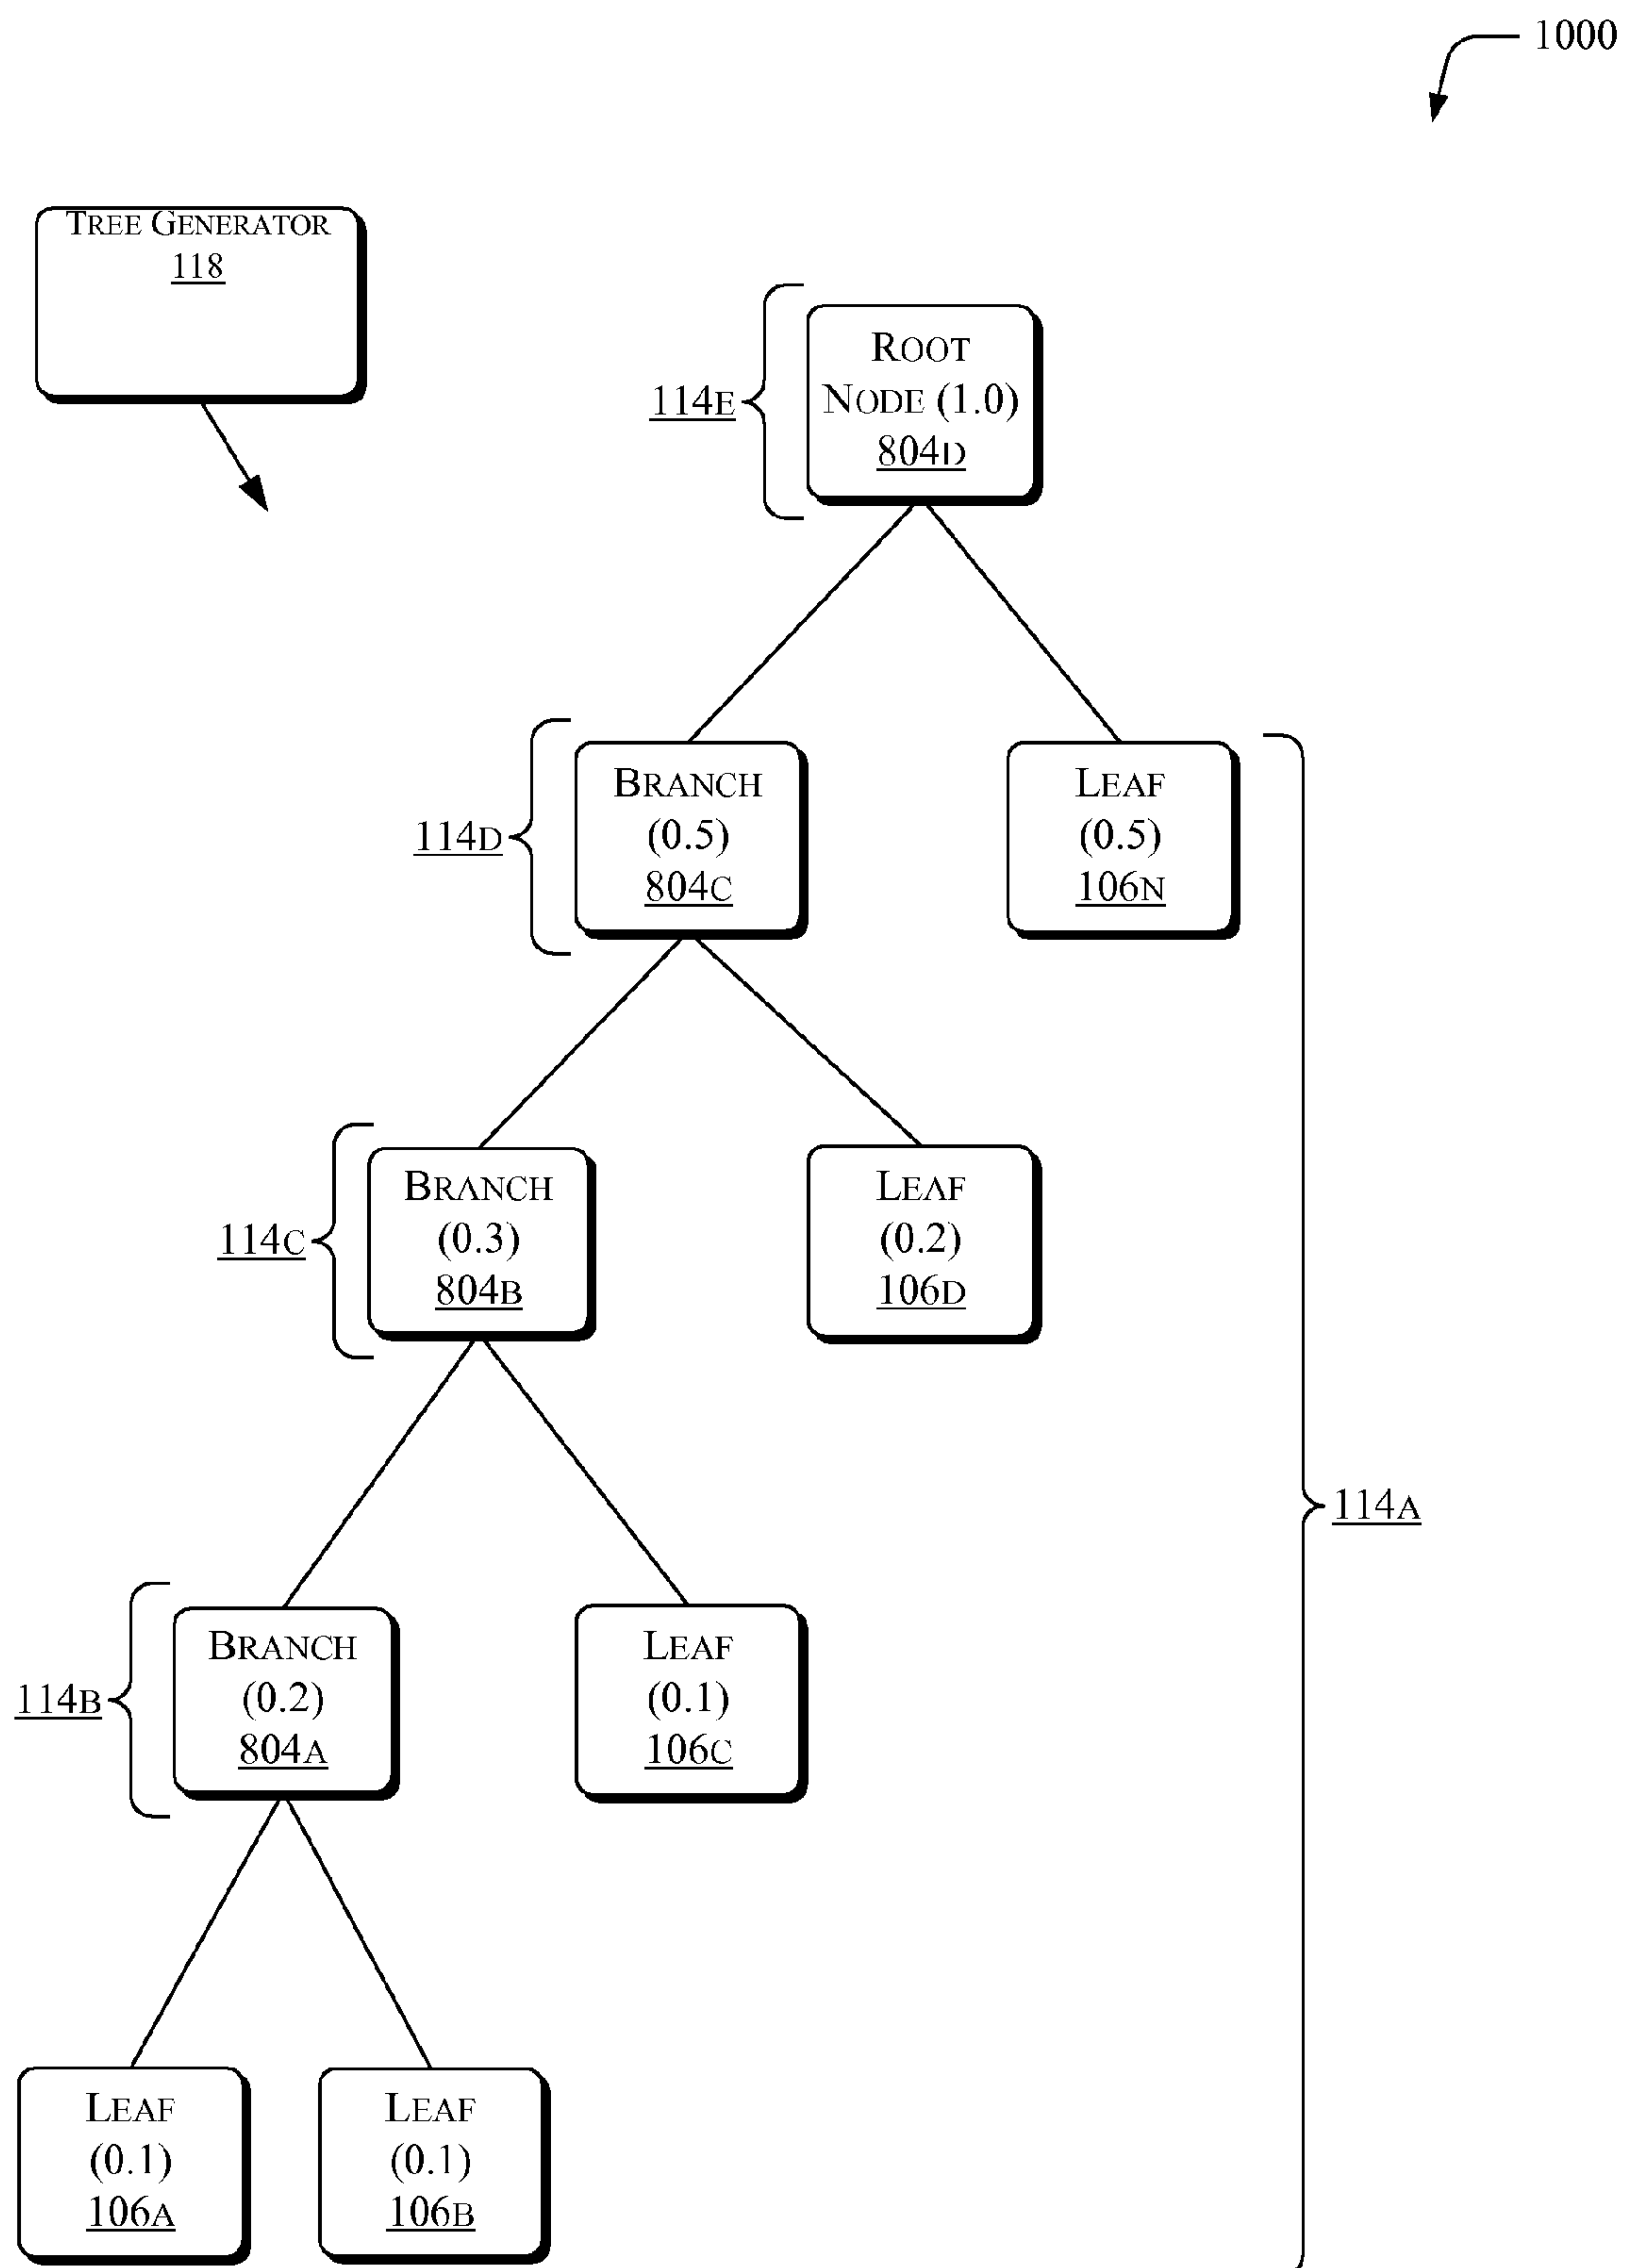 1000
TREE GENERATOR
118
114E
ROOT
NODE (1.0)
804D
114D
BRANCH
(0.5)
804C
LEAF
(0.5)
106N
114C
BRANCH
(0.3)
804B
LEAF
(0.2)
106D
114A
114B
BRANCH
(0.2)
804A
LEAF
(0.1)
106C
LEAF
(0.1)
106A
LEAF
(0.1)
106B